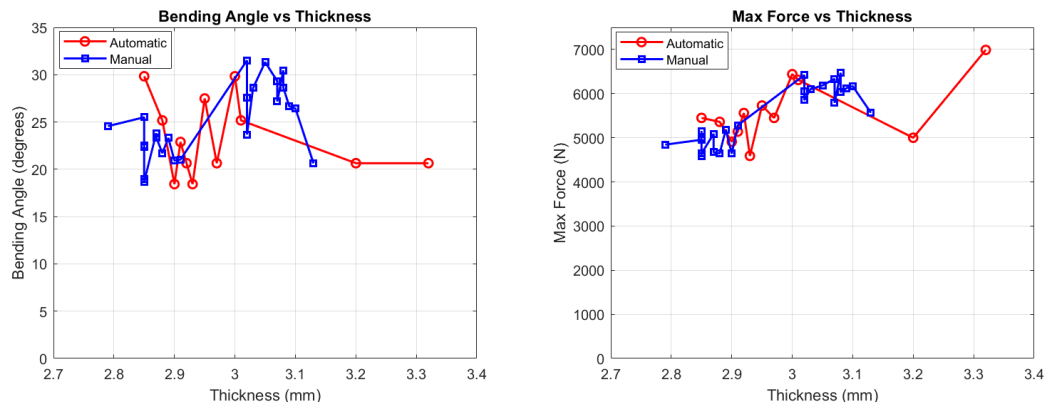 Bending Angle vs Thickness
35
30
25
20
15
10
5
0
Bending Angle (degrees)
Automatic
Manual
2.7 2.8 2.9 3 3.1 3.2 3.3 3.4
Thickness (mm)
Max Force vs Thickness
7000
6000
5000
4000
3000
2000
1000
0
Max Force (N)
Automatic
Manual
2.7 2.8 2.9 3 3.1 3.2 3.3 3.4
Thickness (mm)